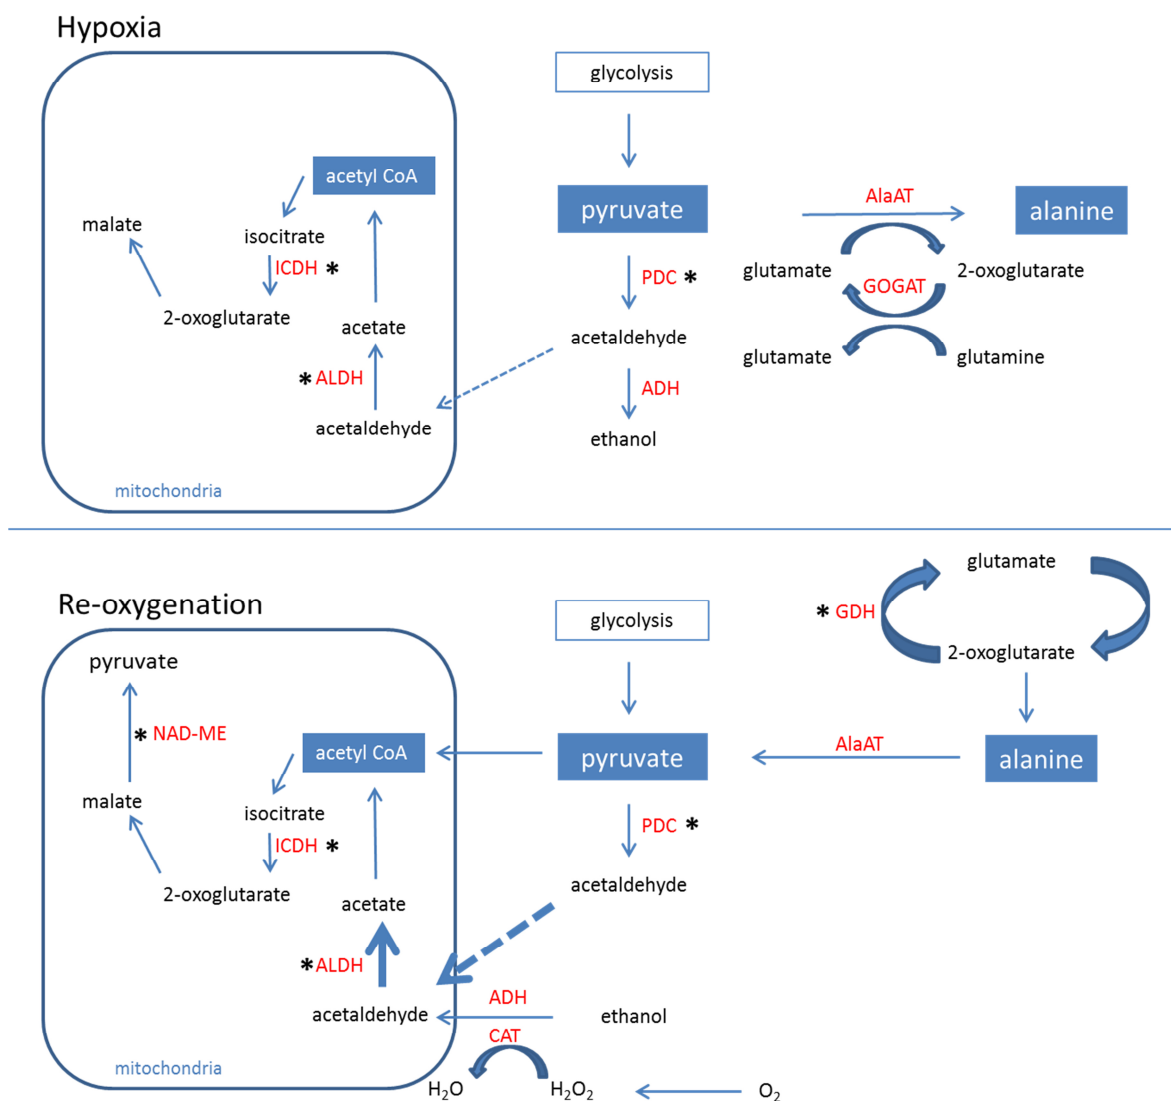 Hypoxia
glycolysis
acetyl CoA
pyruvate
AlaAT
alanine
malate
isocitrate
ICDH *
PDC *
glutamate
2-oxoglutarate
GOGAT
2-oxoglutarate
acetate
acetaldehyde
glutamate
glutamine
* ALDH
ADH
acetaldehyde
ethanol
mitochondria
Re-oxygenation
glutamate
* GDH
2-oxoglutarate
glycolysis
pyruvate
* NAD-ME
acetyl CoA
pyruvate
AlaAT
alanine
malate
isocitrate
ICDH *
PDC *
2-oxoglutarate
acetate
acetaldehyde
* ALDH
acetaldehyde
ADH
ethanol
CAT
mitochondria
H₂O
H₂O₂
O₂